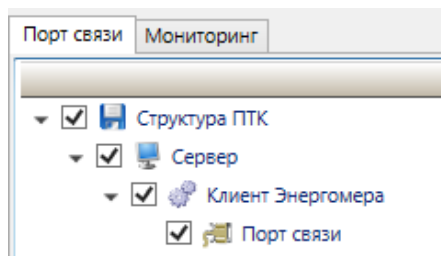 Порт связи Мониторинг
Структура ПТК
Сервер
Клиент Энергомера
Порт связи